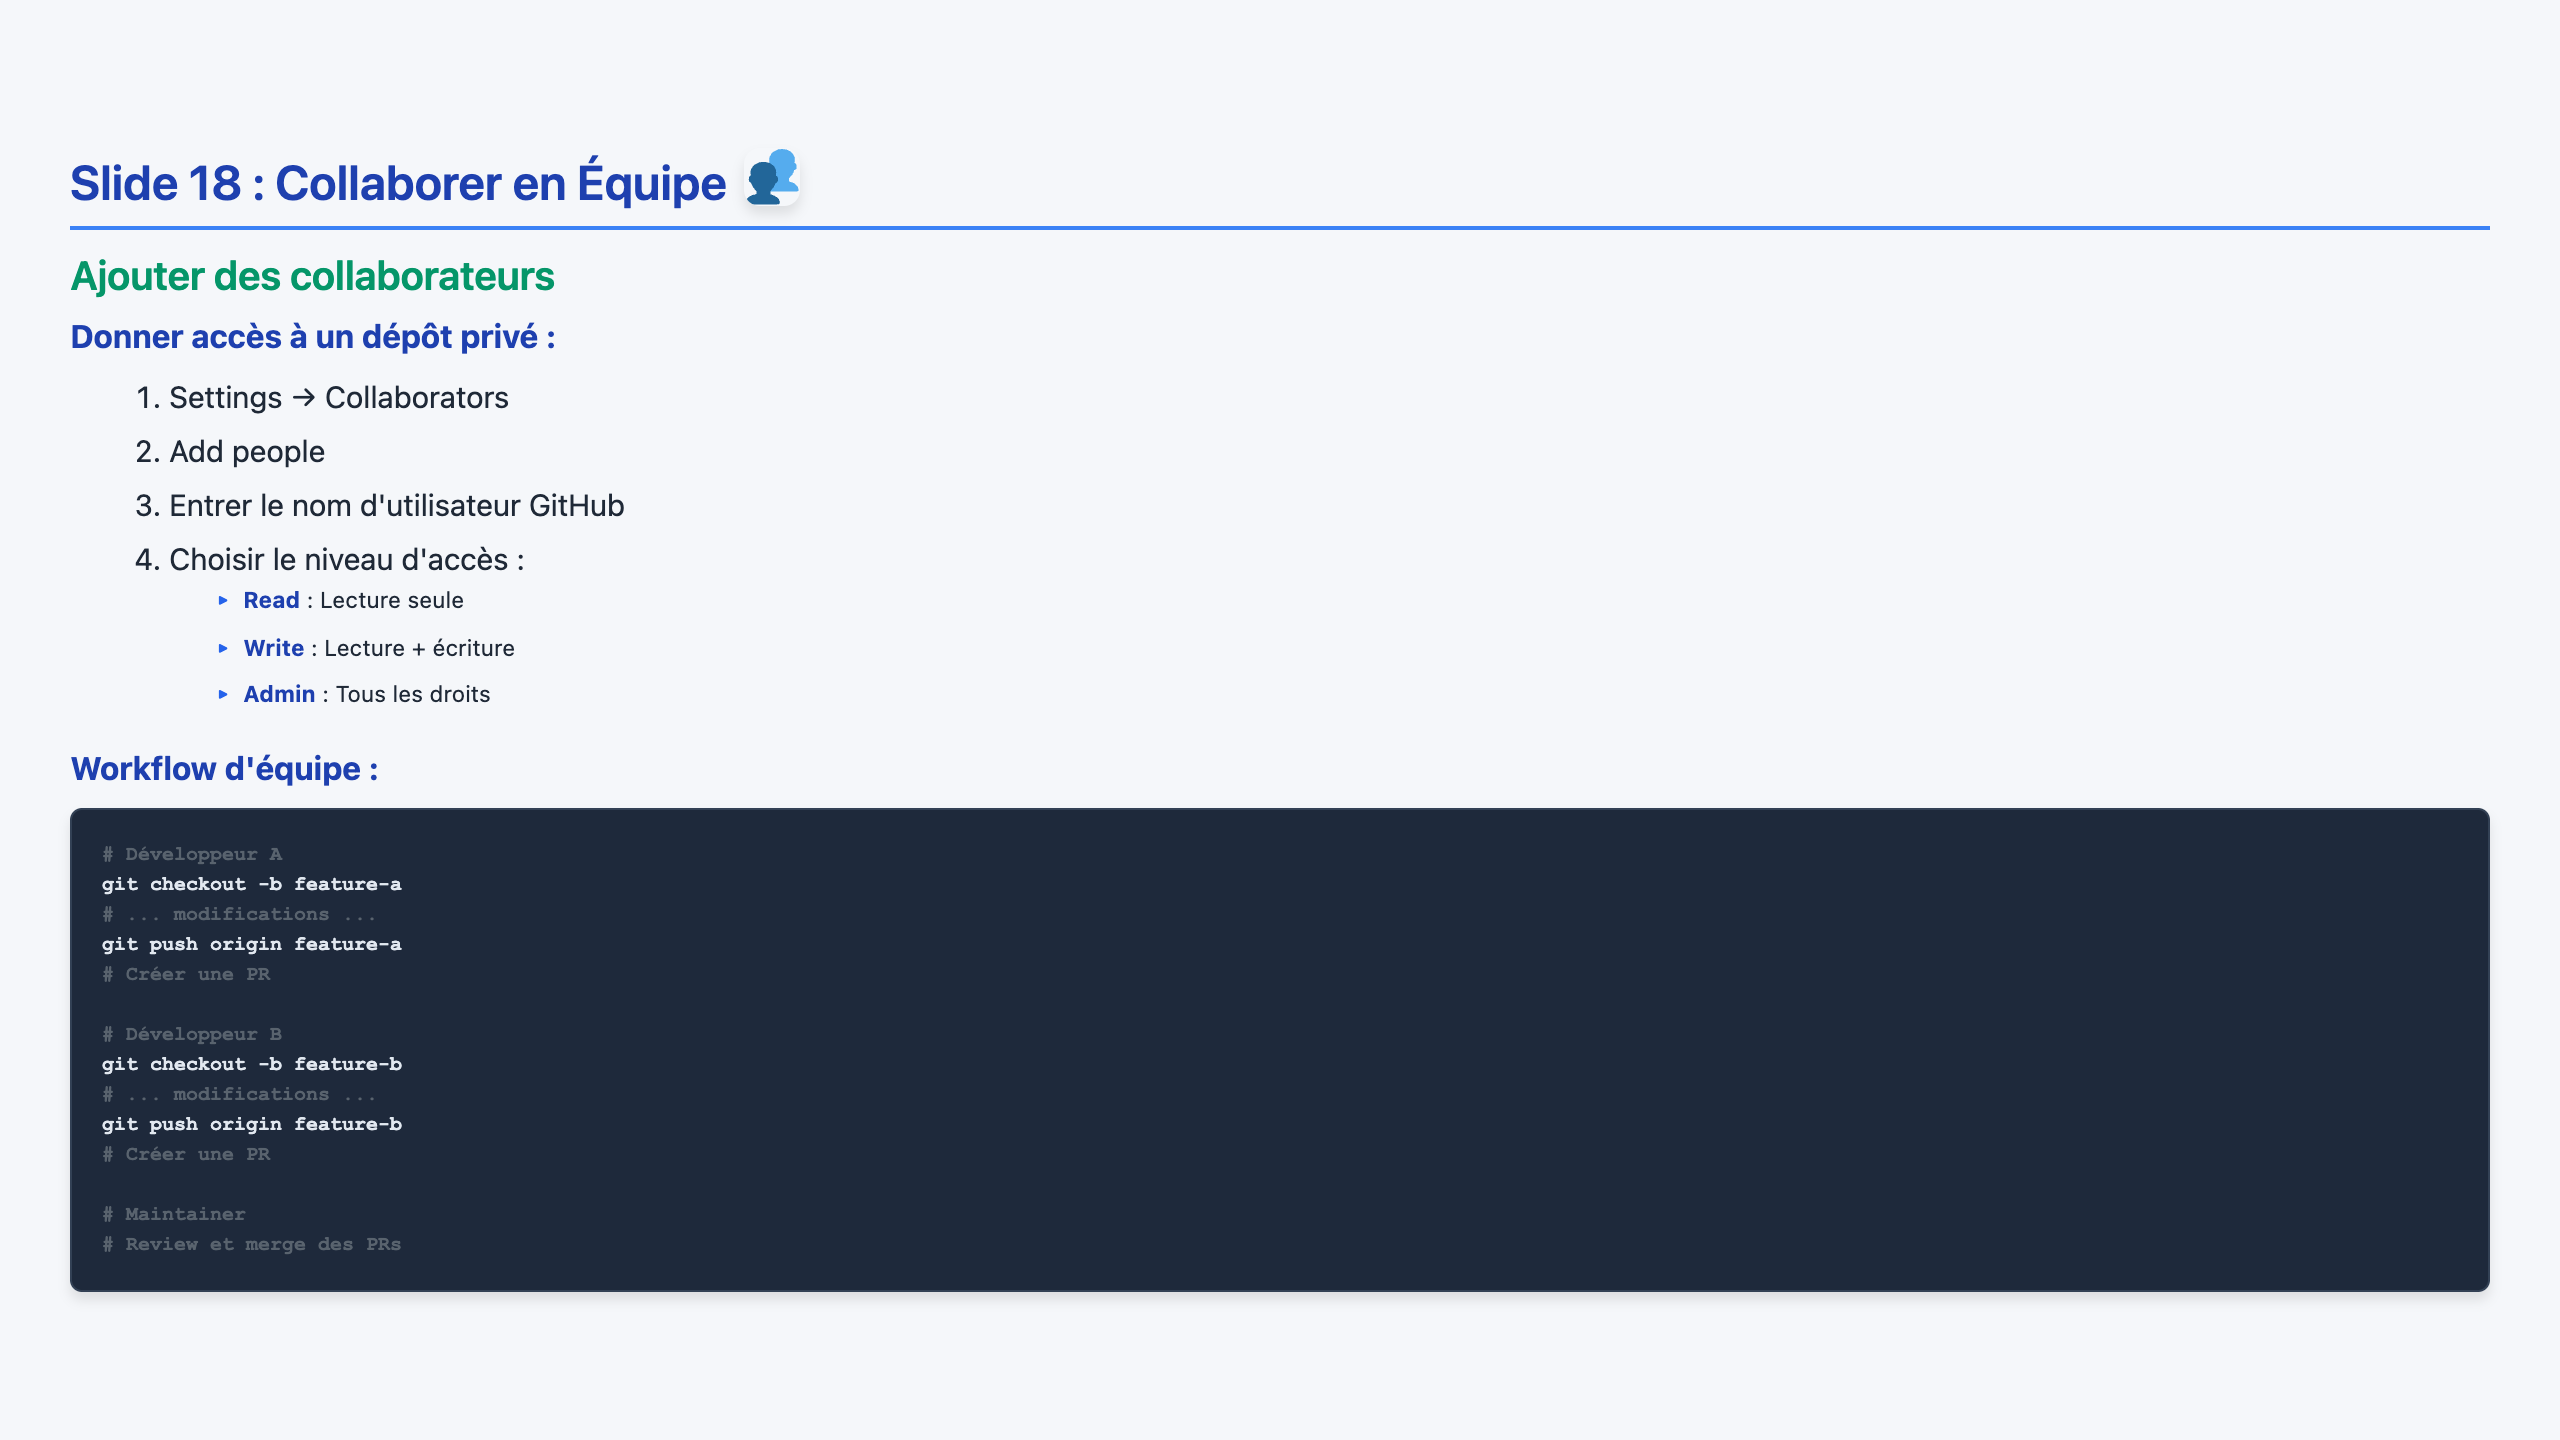 Slide 18 : Collaborer en Équipe 👥
Ajouter des collaborateurs
Donner accès à un dépôt privé :
1. Settings → Collaborators
2. Add people
3. Entrer le nom d'utilisateur GitHub
4. Choisir le niveau d'accès :
▸ Read : Lecture seule
▸ Write : Lecture + écriture
▸ Admin : Tous les droits
Workflow d'équipe :
# Développeur A
git checkout -b feature-a
# ... modifications ...
git push origin feature-a
# Créer une PR
# Développeur B
git checkout -b feature-b
# ... modifications ...
git push origin feature-b
# Créer une PR
# Maintainer
# Review et merge des PRs